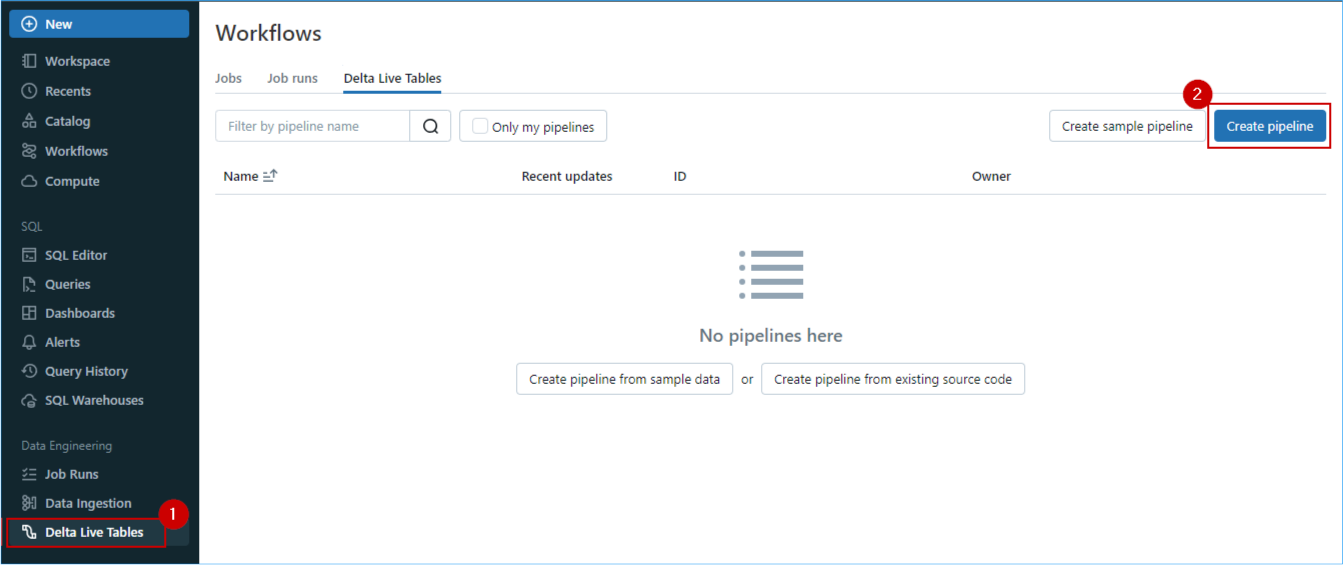 New
Workspace
Recents
Catalog
Workflows
Compute
SQL
SQL Editor
Queries
Dashboards
Alerts
Query History
SQL Warehouses
Data Engineering
Job Runs
Data Ingestion
1
Delta Live Tables
Workflows
Jobs Job runs Delta Live Tables
2
Filter by pipeline name Only my pipelines Create sample pipeline Create pipeline
Name Recent updates ID Owner
No pipelines here
Create pipeline from sample data or Create pipeline from existing source code